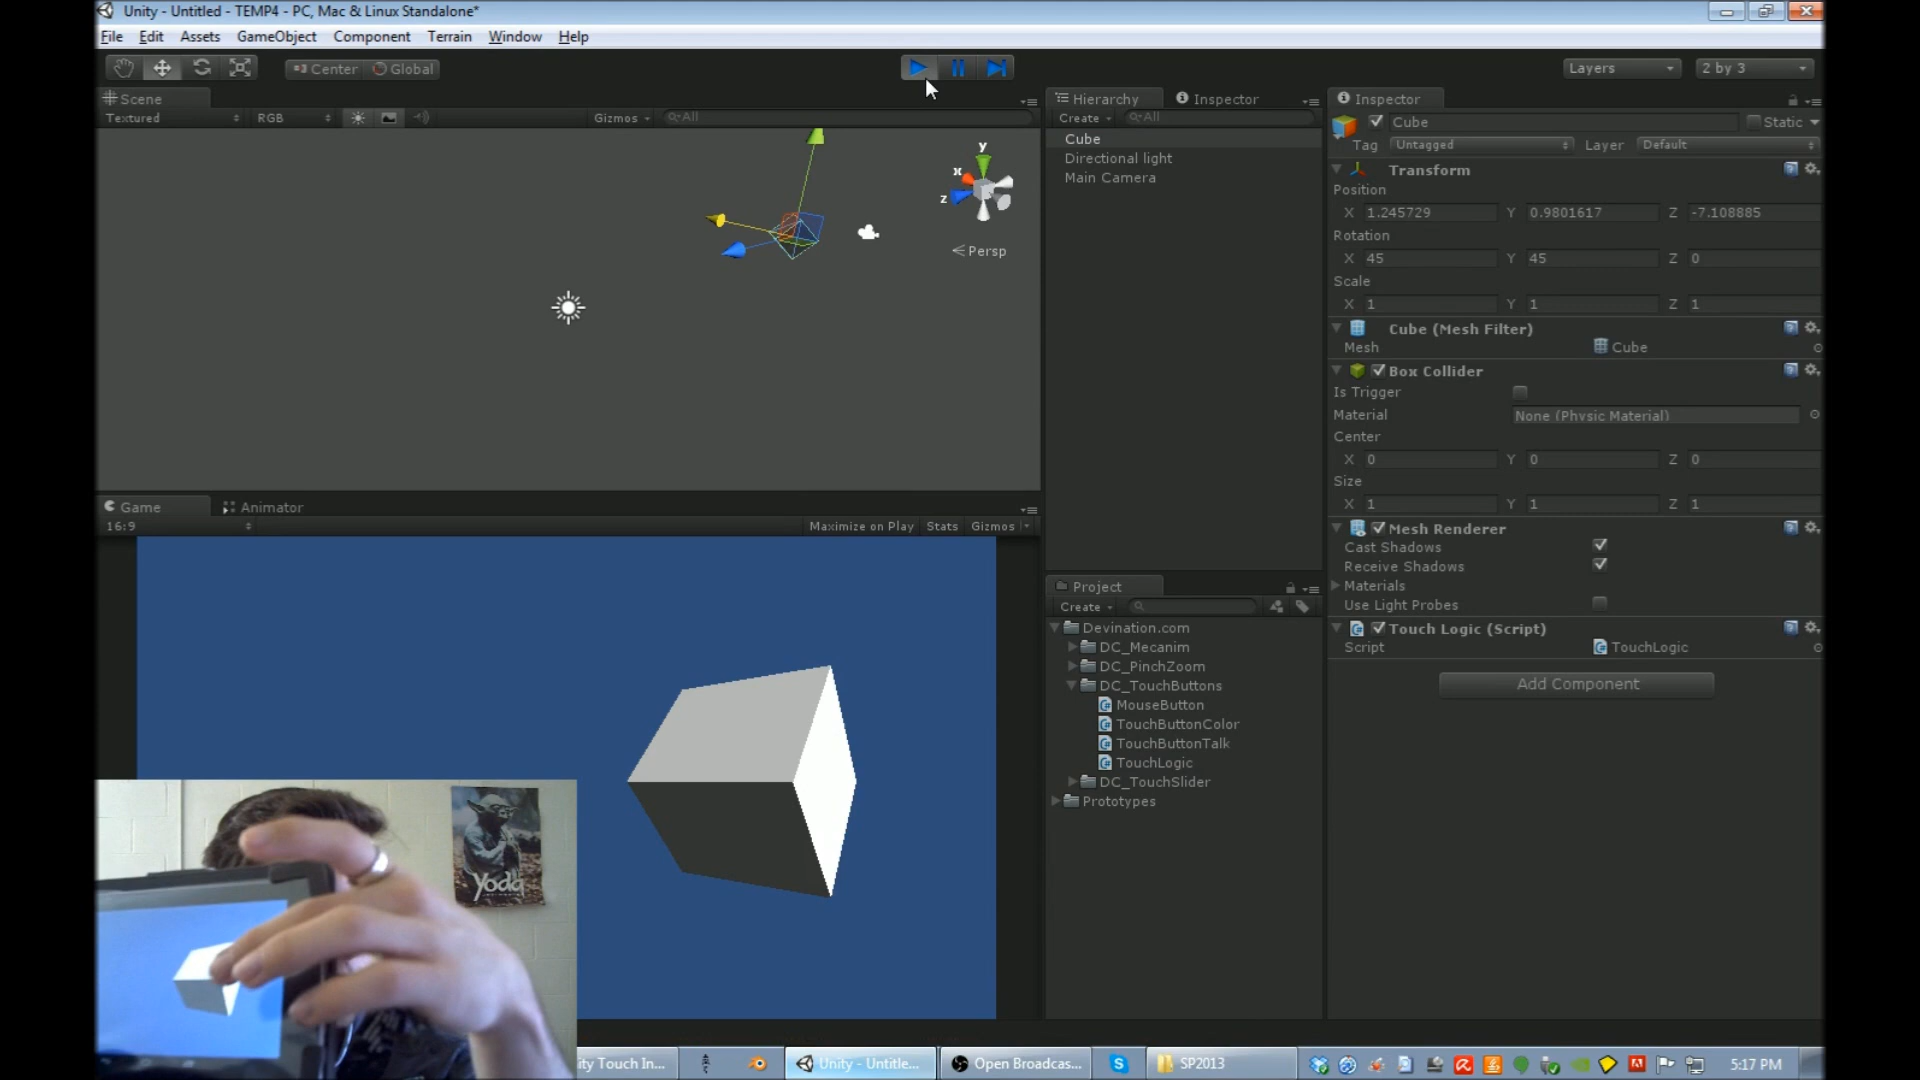 Unity - Untitled - TEMP4 - PC, Mac & Linux Standalone*
File Edit Assets GameObject Component Terrain Window Help
Center Global
Layers 2 by 3
Scene
Textured RGB Gizmos All
y
x
z
Persp
Game Animator
16:9 Maximize on Play Stats Gizmos
Yoda
Hierarchy Inspector
Create All
Cube
Directional light
Main Camera
Project
Create
Devination.com
DC_Mecanim
DC_PinchZoom
DC_TouchButtons
MouseButton
TouchButtonColor
TouchButtonTalk
TouchLogic
DC_TouchSlider
Prototypes
Inspector
Cube Static
Tag Untagged Layer Default
Transform
Position
X 1.245729 Y 0.9801617 Z -7.108885
Rotation
X 45 Y 45 Z 0
Scale
X 1 Y 1 Z 1
Cube (Mesh Filter)
Mesh Cube
Box Collider
Is Trigger
Material None (Physic Material)
Center
X 0 Y 0 Z 0
Size
X 1 Y 1 Z 1
Mesh Renderer
Cast Shadows
Receive Shadows
Materials
Use Light Probes
Touch Logic (Script)
Script TouchLogic
Add Component
ity Touch In... Unity - Untitle... Open Broadcas... SP2013 5:17 PM